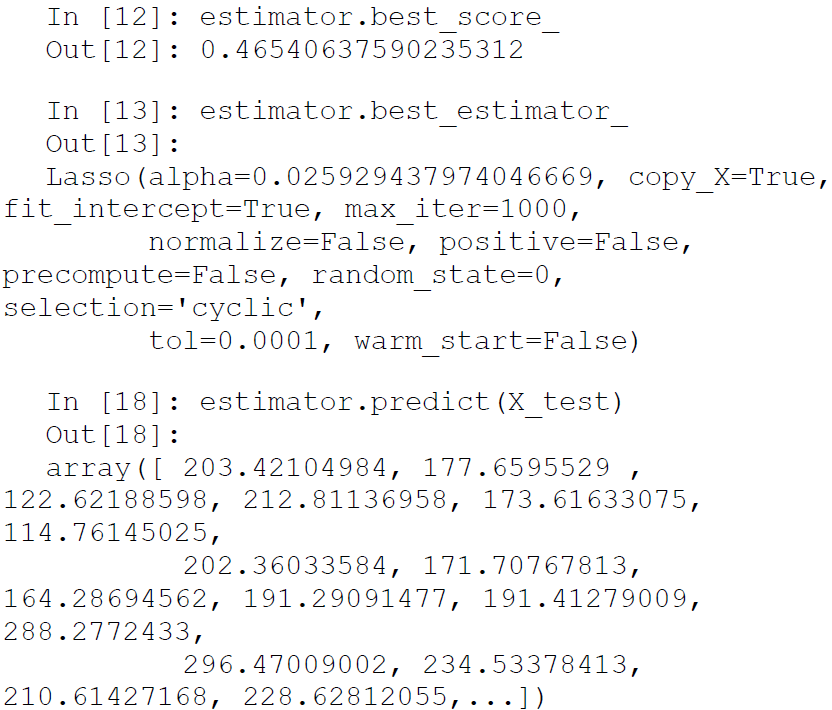 In [12]: estimator.best_score_
Out[12]: 0.46540637590235312
In [13]: estimator.best_estimator_
Out[13]:
Lasso(alpha=0.025929437974046669, copy_X=True,
fit_intercept=True, max_iter=1000,
normalize=False, positive=False,
precompute=False, random_state=0,
selection='cyclic',
tol=0.0001, warm_start=False)
In [18]: estimator.predict(X_test)
Out[18]:
array([ 203.42104984, 177.6595529 ,
122.62188598, 212.81136958, 173.61633075,
114.76145025,
202.36033584, 171.70767813,
164.28694562, 191.29091477, 191.41279009,
288.2772433,
296.47009002, 234.53378413,
210.61427168, 228.62812055,...])